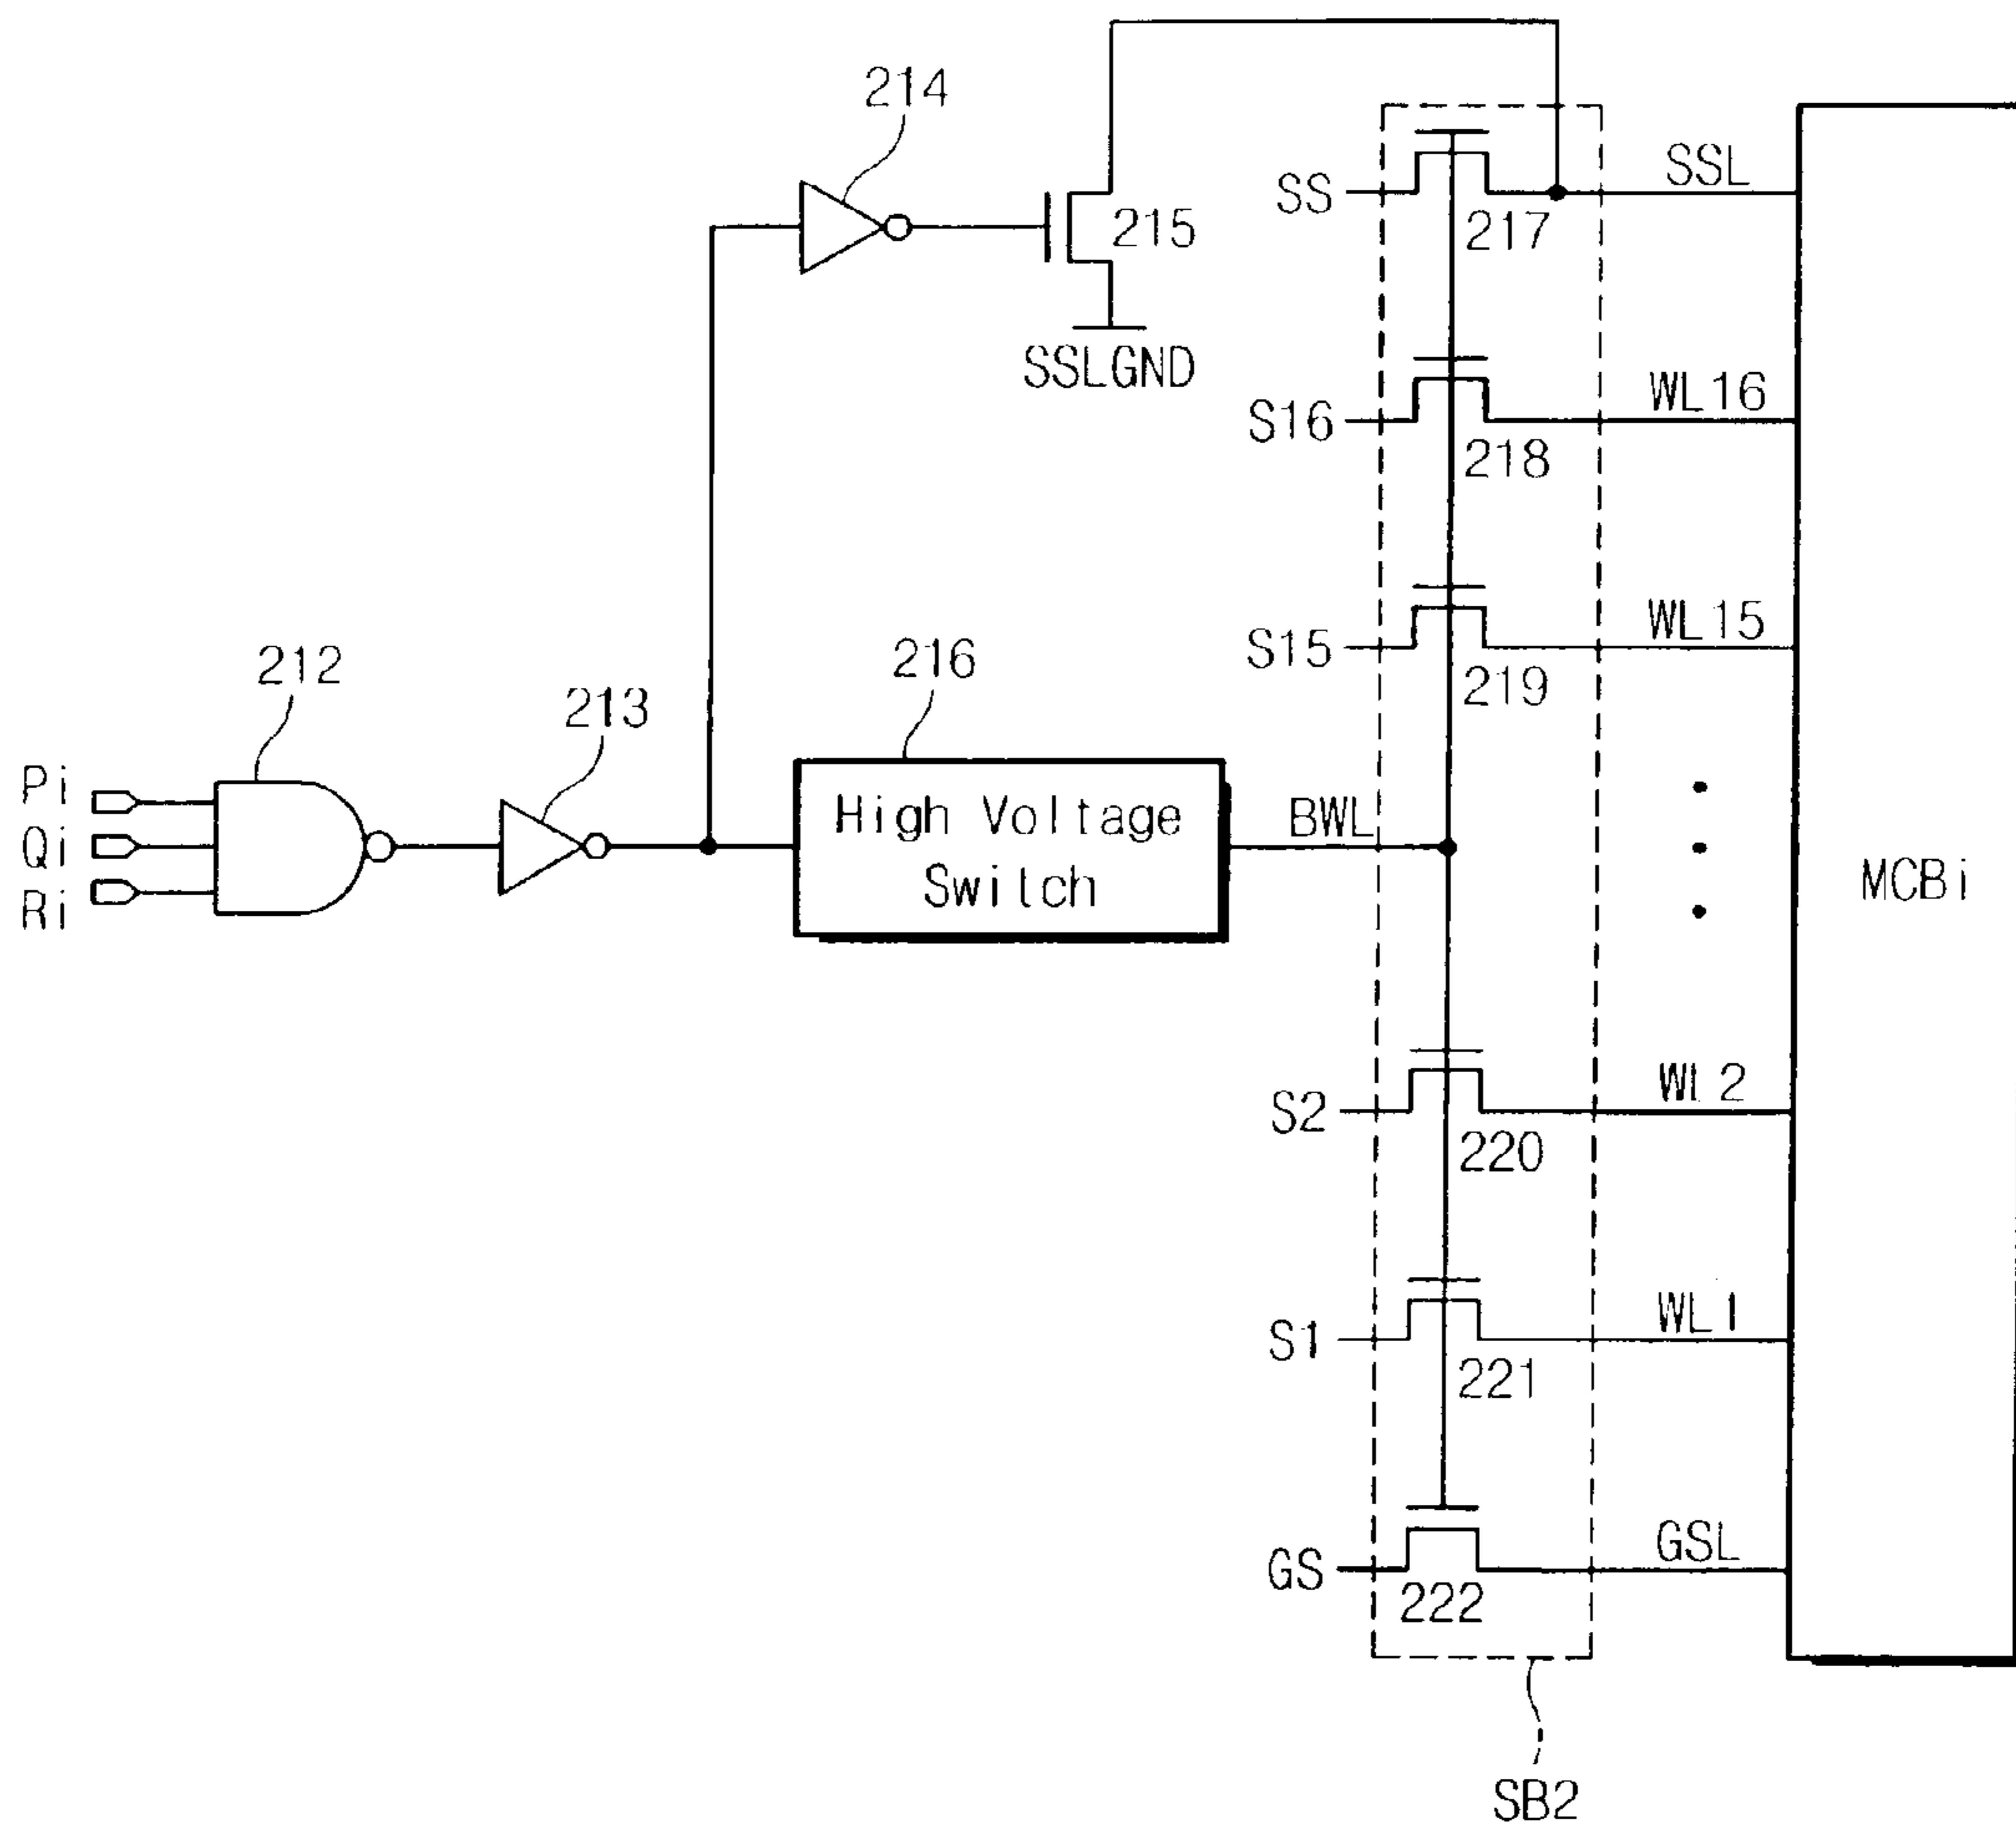 214
SS
SSL
217
215
SSLGND
S16
WL16
218
S15
WL15
219
212
213
216
Pi
Qi
Ri
High Voltage
Switch
BWL
MCBi
S2
WL2
220
S1
WL1
221
GS
GSL
222
SB2